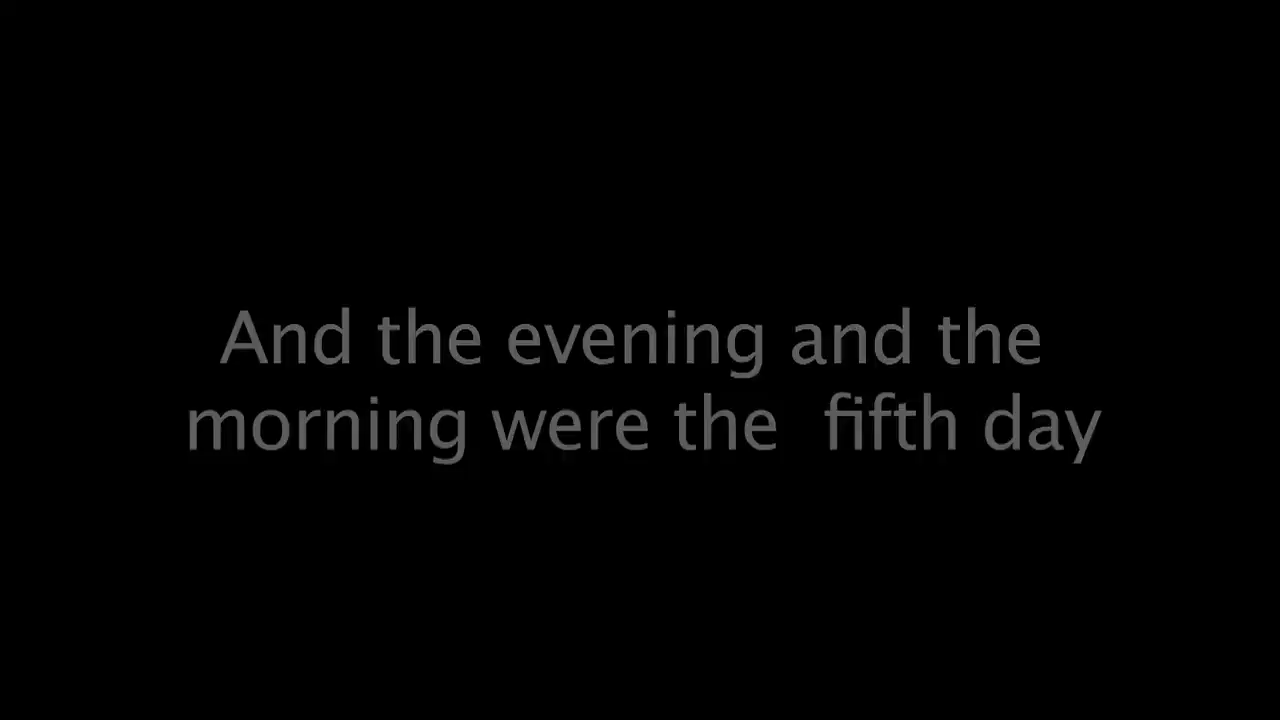 And the evening and the
morning were the  fifth day